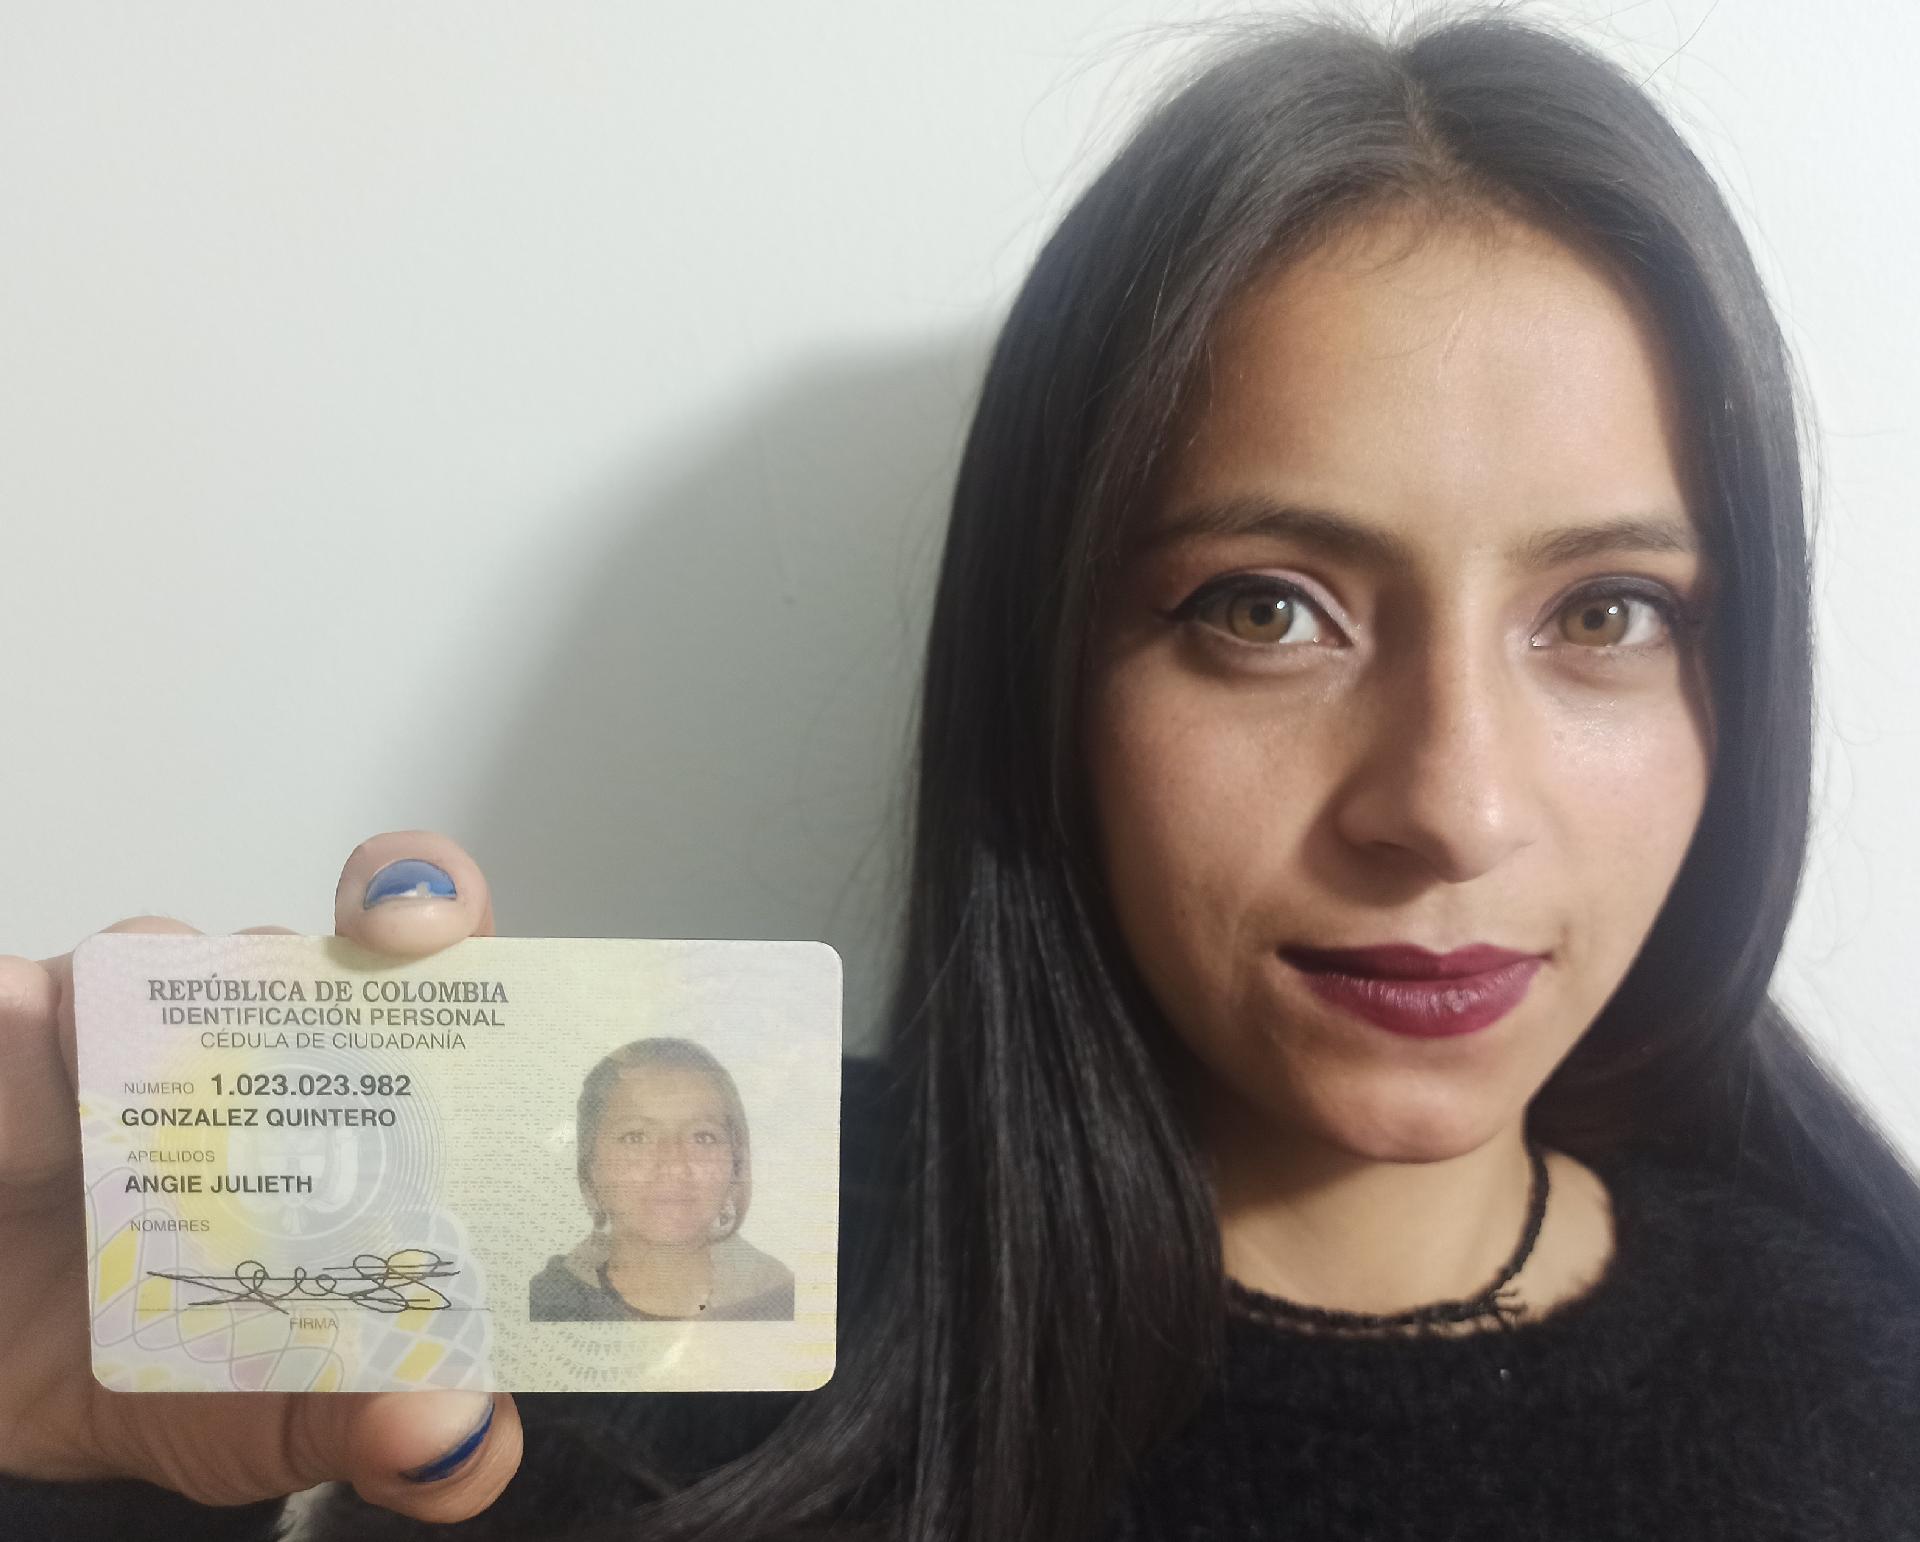 REPÚBLICA DE COLOMBIA
IDENTIFICACIÓN PERSONAL
CÉDULA DE CIUDADANÍA
NÚMERO 1.023.023.982
GONZALEZ QUINTERO
APELLIDOS
ANGIE JULIETH
NOMBRES
FIRMA